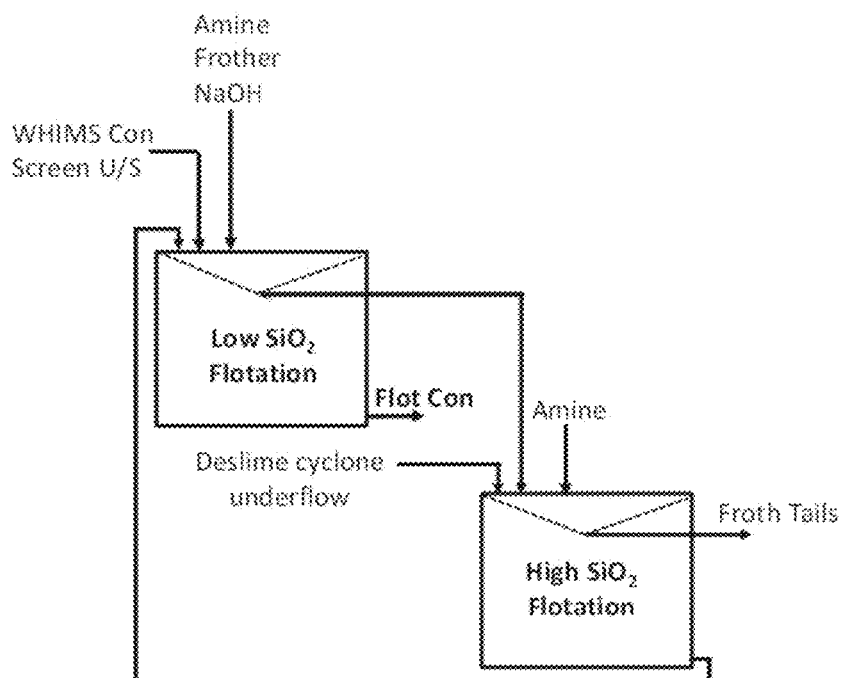 Amine
Frother
NaOH
WHIMS Con
Screen U/S
Low SiO₂
Flotation
Flot Con
Amine
Deslime cyclone
underflow
Froth Tails
High SiO₂
Flotation